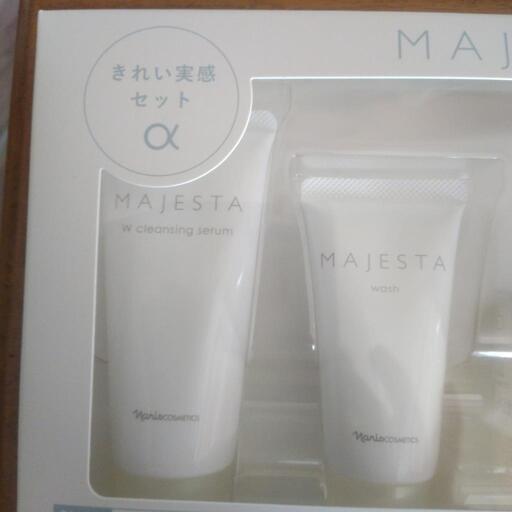 きれい実感
セット
α
MAJ
MAJESTA
W cleansing serum
naris COSMETICS
MAJESTA
wash
naris COSMETICS